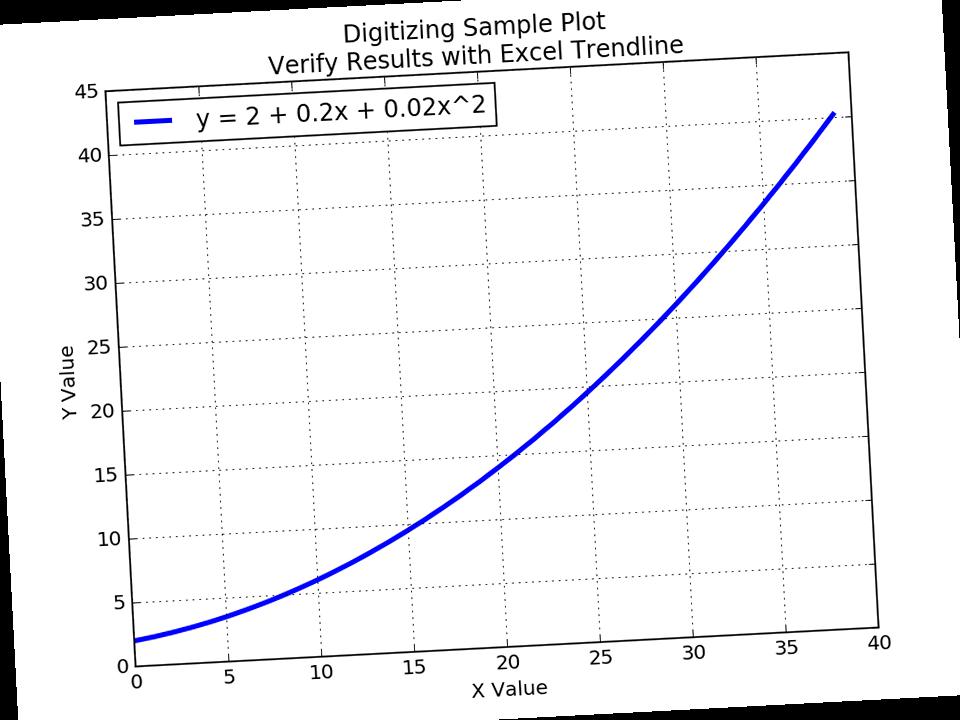 Digitizing Sample Plot
Verify Results with Excel Trendline
y = 2 + 0.2x + 0.02x^2
45
40
35
30
25
20
15
10
5
0
Y Value
0 5 10 15 20 25 30 35 40
X Value